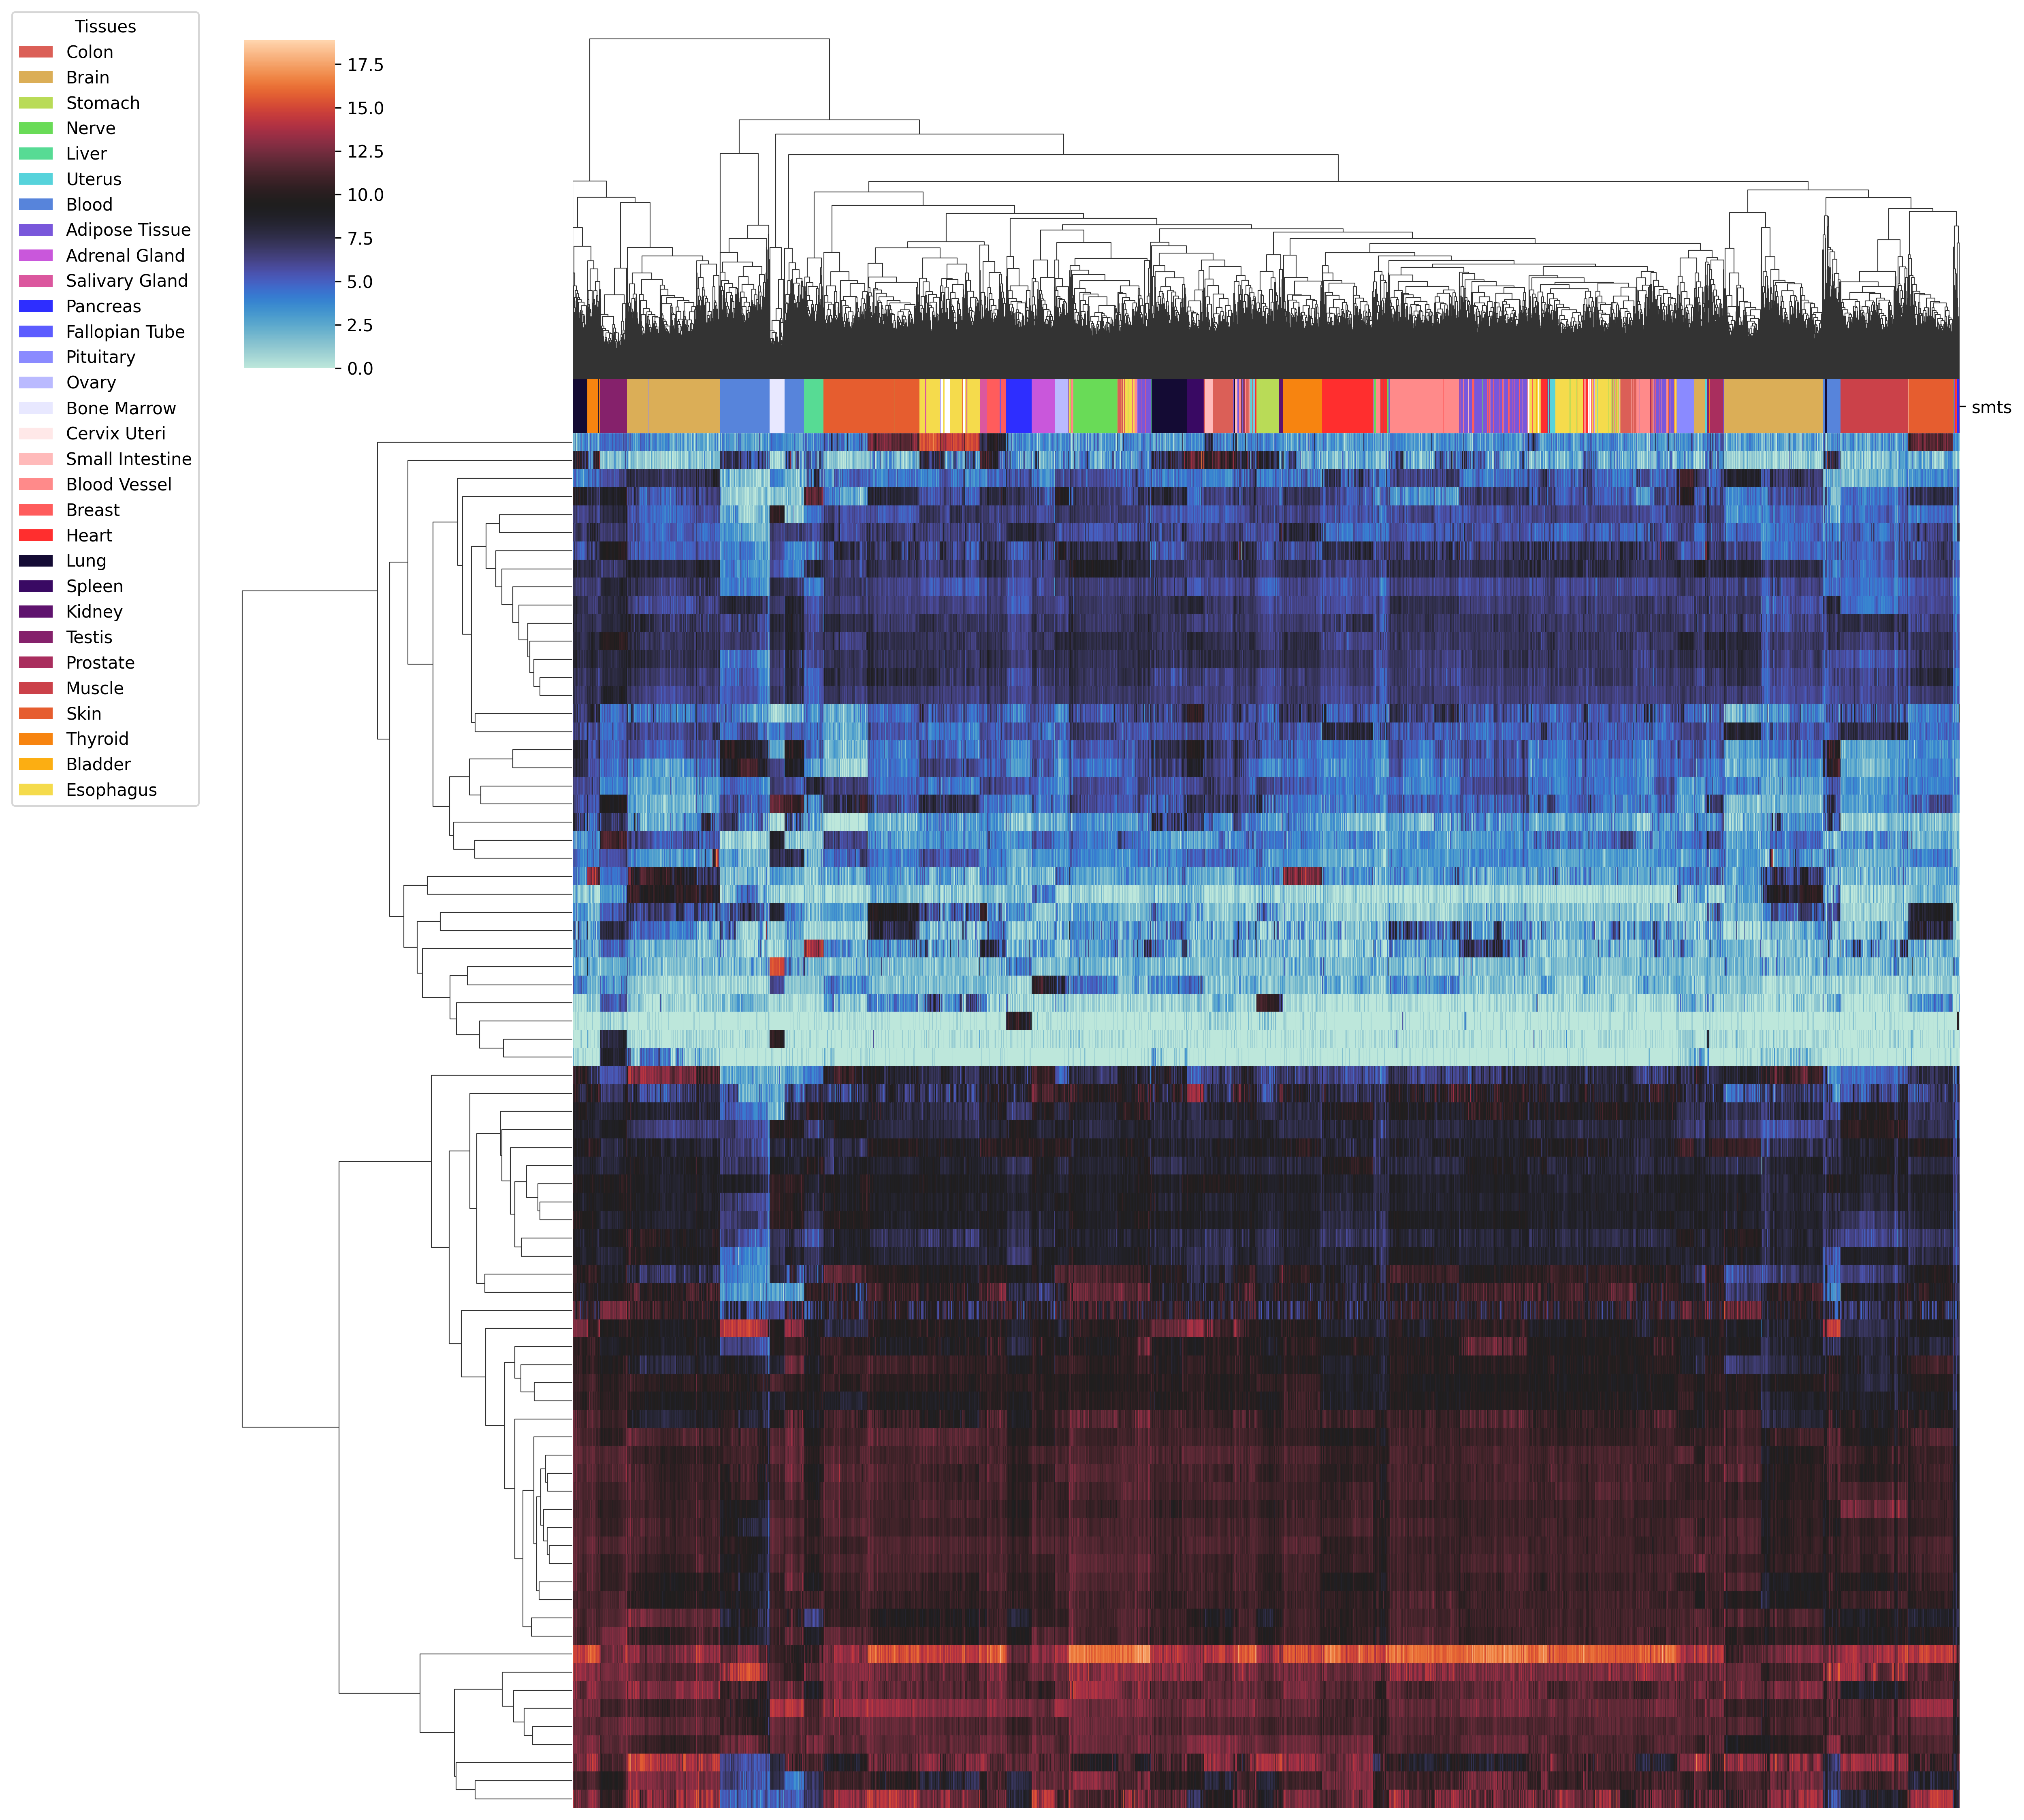 Tissues
Colon
Brain
Stomach
Nerve
Liver
Uterus
Blood
Adipose Tissue
Adrenal Gland
Salivary Gland
Pancreas
Fallopian Tube
Pituitary
Ovary
Bone Marrow
Cervix Uteri
Small Intestine
Blood Vessel
Breast
Heart
Lung
Spleen
Kidney
Testis
Prostate
Muscle
Skin
Thyroid
Bladder
Esophagus
17.5
15.0
12.5
10.0
7.5
5.0
2.5
0.0
smts